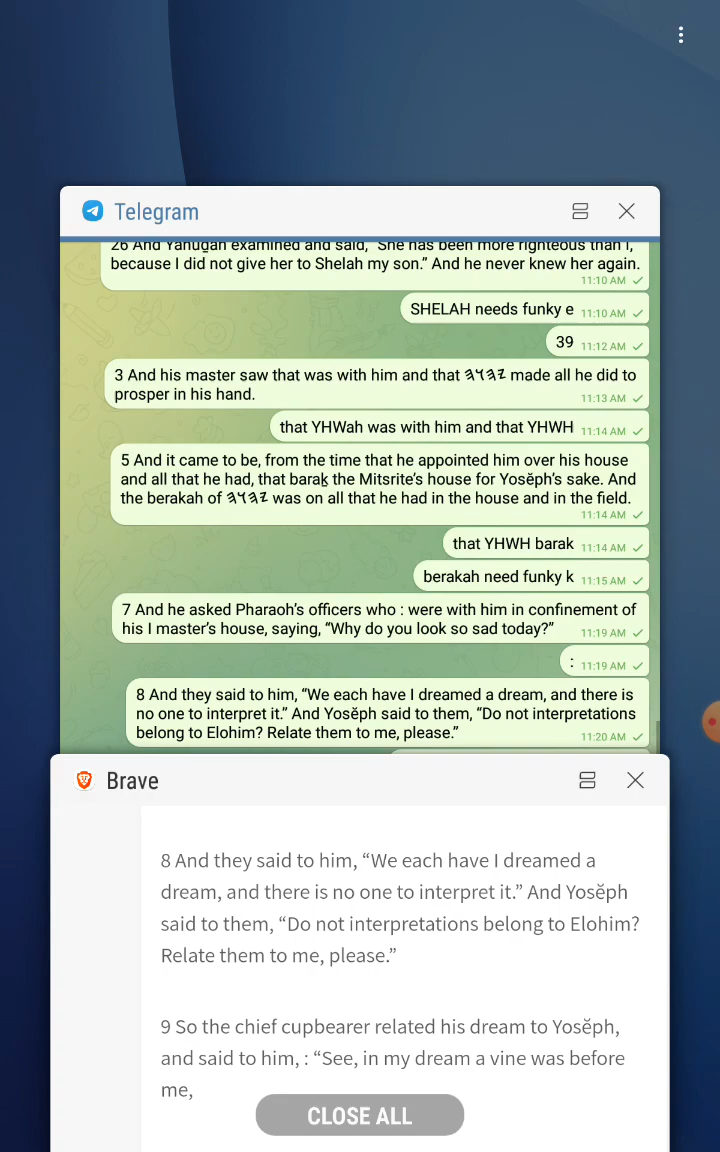 Telegram
26 And Yahuḏah examined and said, “She has been more righteous than I,
because I did not give her to Shelah my son.” And he never knew her again.
11:10 AM
SHELAH needs funky e 11:10 AM
39 11:12 AM
3 And his master saw that was with him and that 𐤉𐤄𐤅𐤄 made all he did to
prosper in his hand.
11:13 AM
that YHWah was with him and that YHWH 11:14 AM
5 And it came to be, from the time that he appointed him over his house
and all that he had, that baraḵ the Mitsrite’s house for Yosĕph’s sake. And
the berakah of 𐤉𐤄𐤅𐤄 was on all that he had in the house and in the field.
11:14 AM
that YHWH barak 11:14 AM
berakah need funky k 11:15 AM
7 And he asked Pharaoh’s officers who : were with him in confinement of
his I master’s house, saying, “Why do you look so sad today?” 11:19 AM
: 11:19 AM
8 And they said to him, “We each have I dreamed a dream, and there is
no one to interpret it.” And Yosĕph said to them, “Do not interpretations
belong to Elohim? Relate them to me, please.” 11:20 AM
Brave
8 And they said to him, “We each have I dreamed a
dream, and there is no one to interpret it.” And Yosĕph
said to them, “Do not interpretations belong to Elohim?
Relate them to me, please.”
9 So the chief cupbearer related his dream to Yosĕph,
and said to him, : “See, in my dream a vine was before
me,
CLOSE ALL